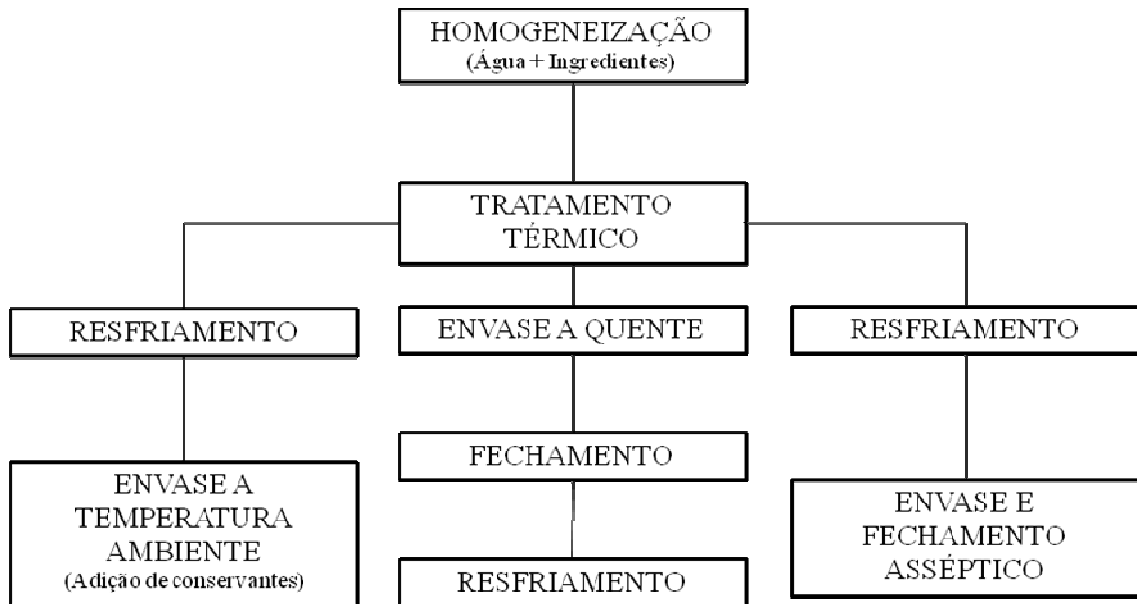 HOMOGENEIZAÇÃO
(Água + Ingredientes)
TRATAMENTO
TÉRMICO
RESFRIAMENTO
ENVASE A QUENTE
RESFRIAMENTO
FECHAMENTO
ENVASE A
TEMPERATURA
AMBIENTE
(Adição de conservantes)
ENVASE E
FECHAMENTO
ASSÉPTICO
RESFRIAMENTO